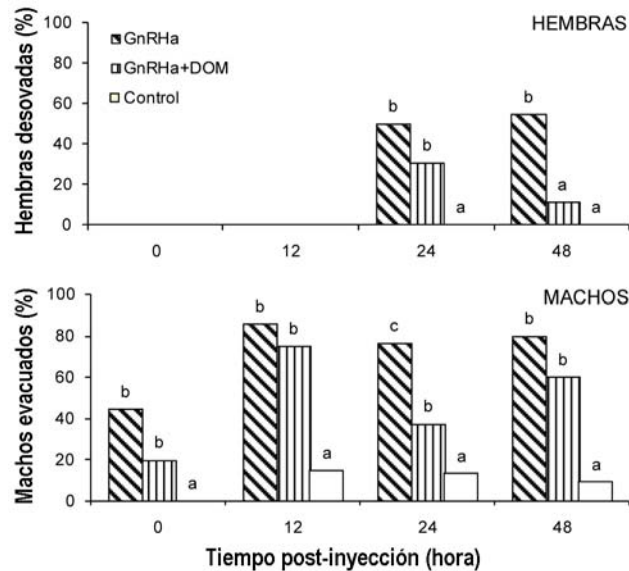 HEMBRAS
Hembras desovadas (%)
100
80
60
40
20
0
GnRHa
GnRHa+DOM
Control
b
b
a
b
a
a
0
12
24
48
MACHOS
Machos evacuados (%)
100
80
60
40
20
0
b
b
a
b
b
a
c
b
a
b
b
a
0
12
24
48
Tiempo post-inyección (hora)